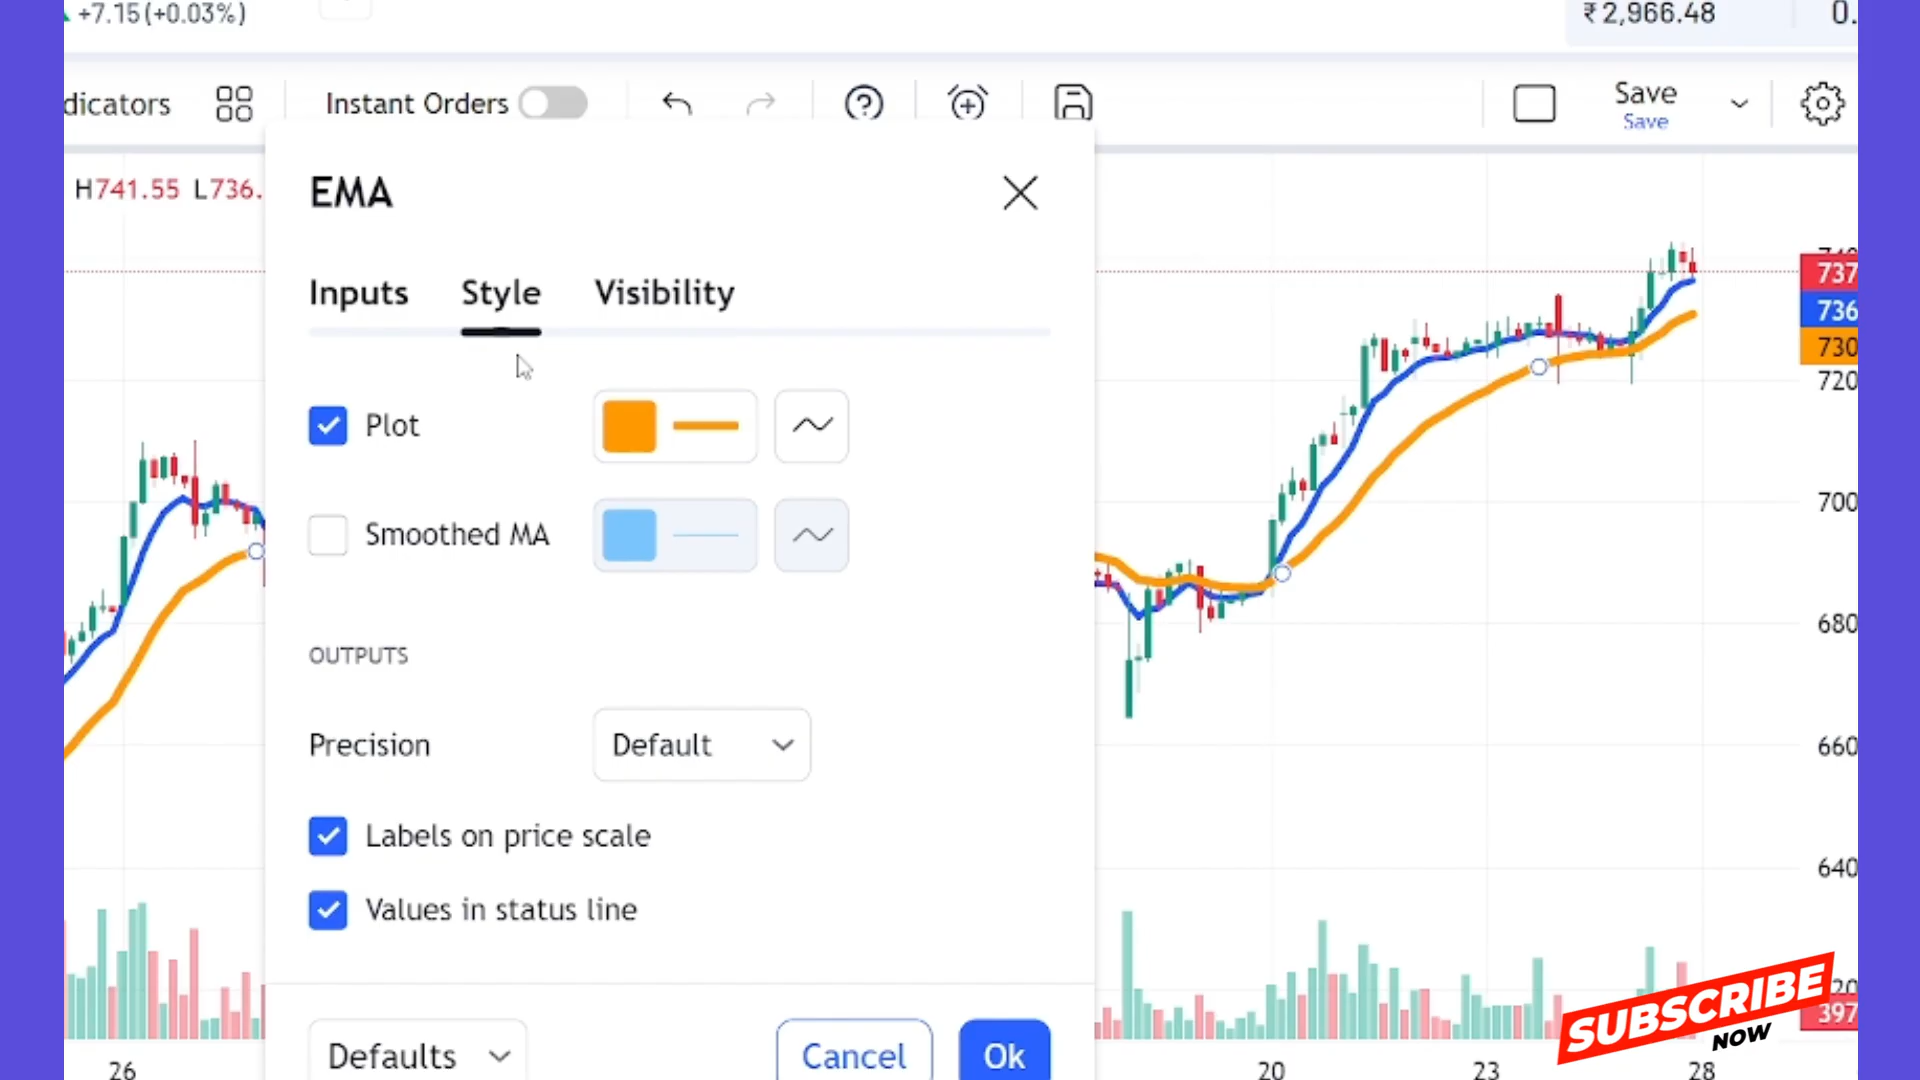 +7.15(+0.03%)
₹2,966.48
0.
dicators
Instant Orders
Save
Save
H741.55 L736.
EMA
Inputs Style Visibility
Plot
Smoothed MA
OUTPUTS
Precision Default
Labels on price scale
Values in status line
Defaults Cancel Ok
737
736
730
720
700
680
660
640
397
SUBSCRIBE
NOW
26 20 23 28